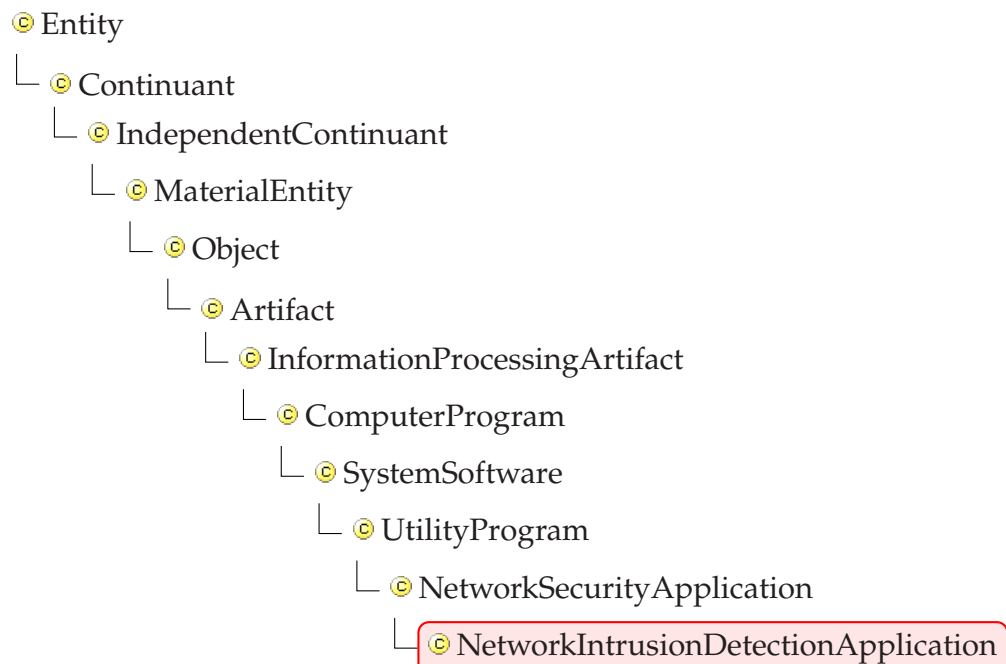 Entity
Continuant
IndependentContinuant
MaterialEntity
Object
Artifact
InformationProcessingArtifact
ComputerProgram
SystemSoftware
UtilityProgram
NetworkSecurityApplication
NetworkIntrusionDetectionApplication